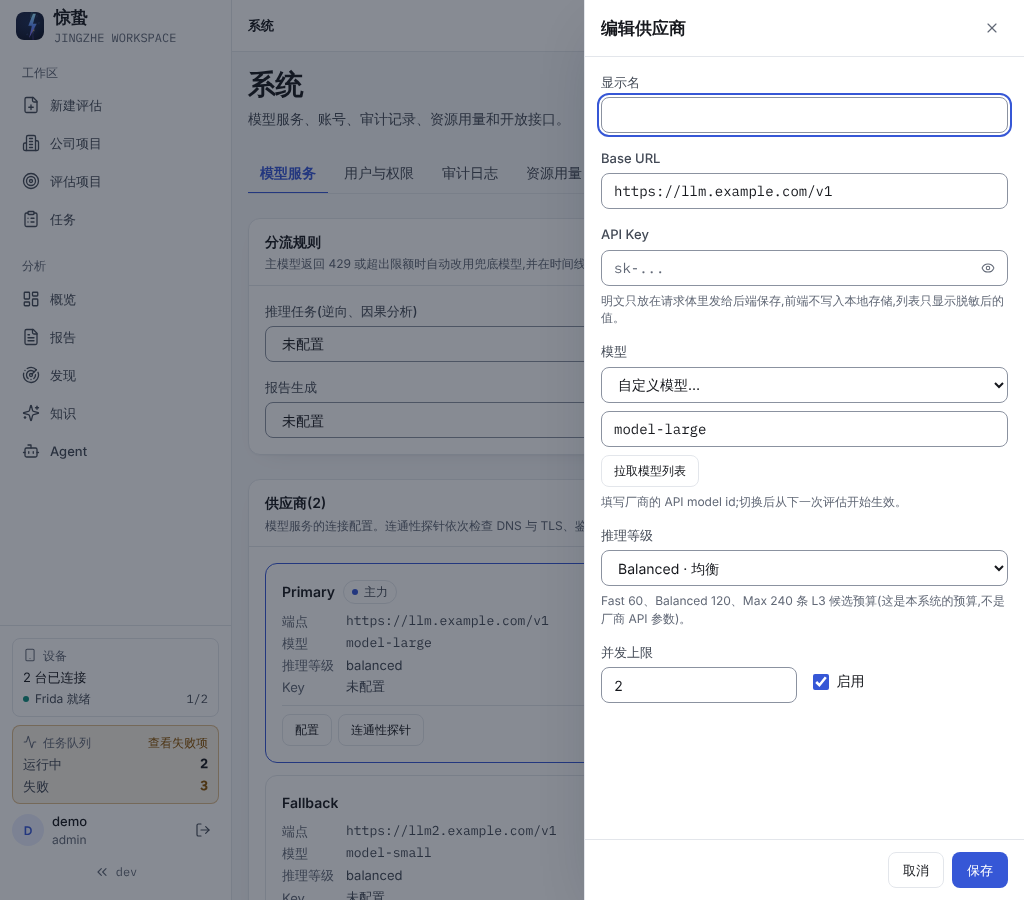 惊蛰
JINGZHE WORKSPACE
工作区
新建评估
公司项目
评估项目
任务
分析
概览
报告
发现
知识
Agent
设备
2 台已连接
Frida 就绪
1/2
任务队列
查看失败项
运行中
2
失败
3
D
demo
admin
dev
系统
系统
模型服务、账号、审计记录、资源用量和开放接口。
模型服务
用户与权限
审计日志
资源用量
分流规则
主模型返回 429 或超出限额时自动改用兜底模型,并在时间线
推理任务(逆向、因果分析)
未配置
报告生成
未配置
供应商(2)
模型服务的连接配置。连通性探针依次检查 DNS 与 TLS、鉴
Primary
主力
端点
https://llm.example.com/v1
模型
model-large
推理等级
balanced
Key
未配置
配置
连通性探针
Fallback
端点
https://llm2.example.com/v1
模型
model-small
推理等级
balanced
Key
未配置
编辑供应商
显示名
Base URL
https://llm.example.com/v1
API Key
sk-...
明文只放在请求体里发给后端保存,前端不写入本地存储,列表只显示脱敏后的
值。
模型
自定义模型...
model-large
拉取模型列表
填写厂商的 API model id;切换后从下一次评估开始生效。
推理等级
Balanced · 均衡
Fast 60、Balanced 120、Max 240 条 L3 候选预算(这是本系统的预算,不是
厂商 API 参数)。
并发上限
2
启用
取消
保存